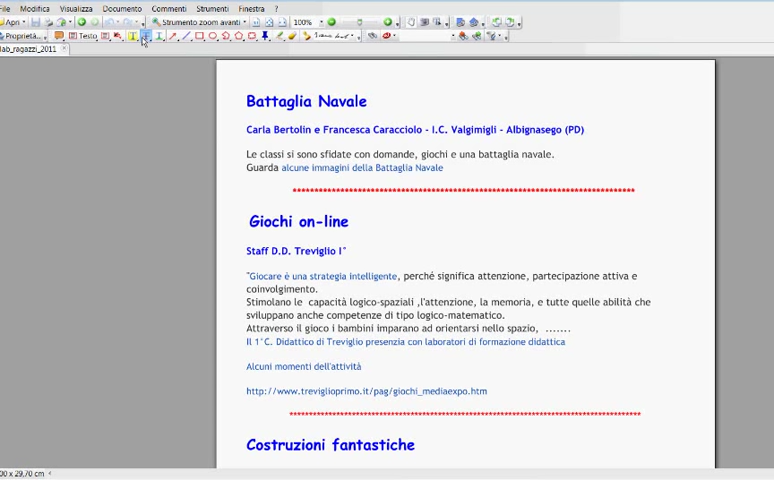 File Modifica Visualizza Documento Commenti Strumenti Finestra ?
Apri Strumento zoom avanti 100%
Proprietà... Testo
lab_ragazzi_2011
Battaglia Navale
Carla Bertolin e Francesca Caracciolo - I.C. Valgimigli - Albignasego (PD)
Le classi si sono sfidate con domande, giochi e una battaglia navale.
Guarda alcune immagini della Battaglia Navale
Giochi on-line
Staff D.D. Treviglio I°
"Giocare è una strategia intelligente, perché significa attenzione, partecipazione attiva e
coinvolgimento.
Stimolano le capacità logico-spaziali ,l'attenzione, la memoria, e tutte quelle abilità che
sviluppano anche competenze di tipo logico-matematico.
Attraverso il gioco i bambini imparano ad orientarsi nello spazio, .......
Il 1°C. Didattico di Treviglio presenzia con laboratori di formazione didattica
Alcuni momenti dell'attività
http://www.treviglioprimo.it/pag/giochi_mediaexpo.htm
Costruzioni fantastiche
00 x 29,70 cm